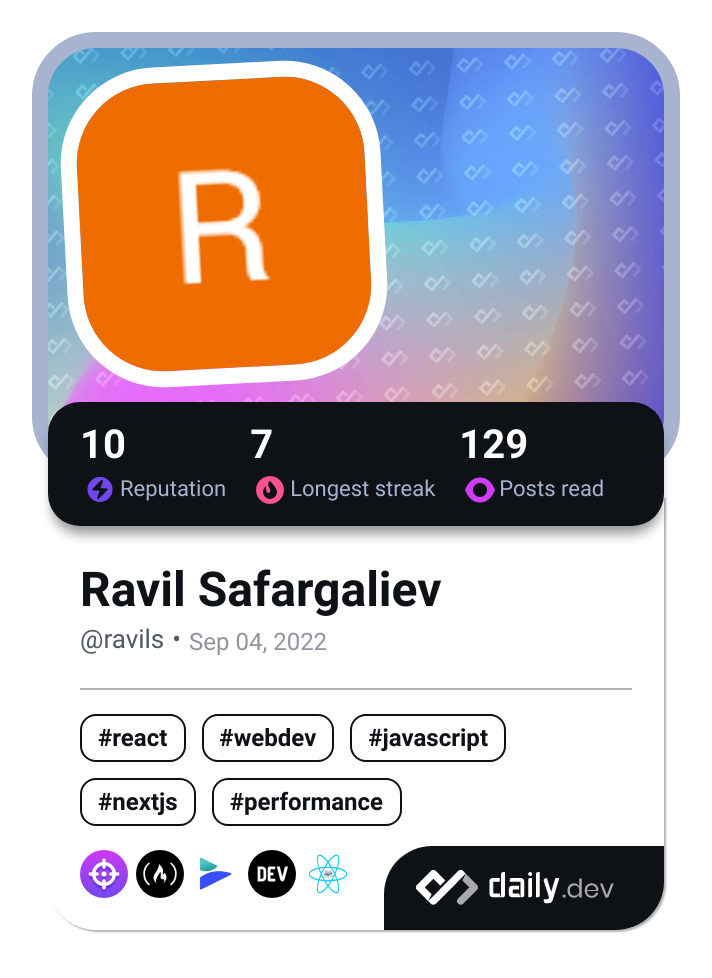 R
10 7 129
Reputation Longest streak Posts read
Ravil Safargaliev
@ravils • Sep 04, 2022
#react #webdev #javascript
#nextjs #performance
DEV
daily.dev